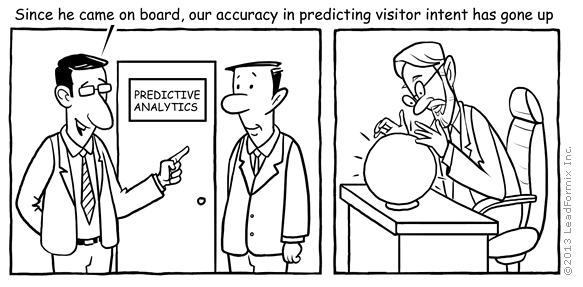 Since he came on board, our accuracy in predicting visitor intent has gone up
PREDICTIVE
ANALYTICS
©2013 LeadFormix Inc.